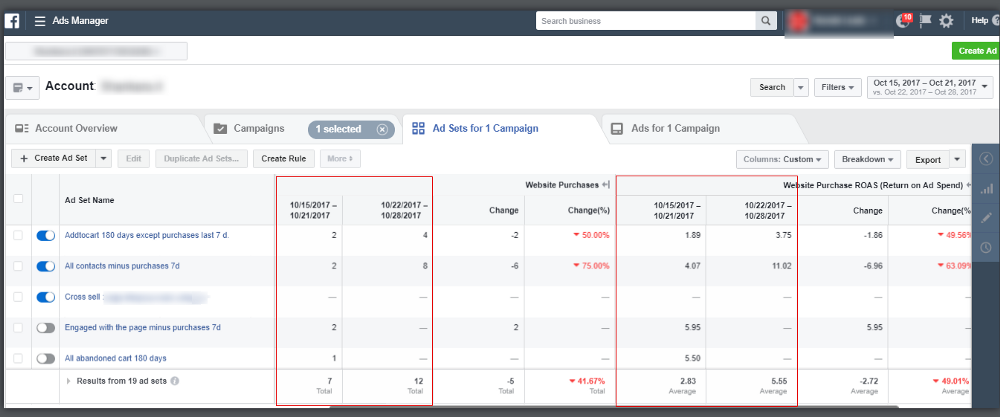 f Ads Manager Search business 10 Help
Create Ad
Account:
Search Filters Oct 15, 2017 – Oct 21, 2017
vs. Oct 22, 2017 – Oct 28, 2017
Account Overview Campaigns 1 selected Ad Sets for 1 Campaign Ads for 1 Campaign
+ Create Ad Set Edit Duplicate Ad Sets... Create Rule More Columns: Custom Breakdown Export
Website Purchases Website Purchase ROAS (Return on Ad Spend)
Ad Set Name 10/15/2017 – 10/22/2017 – Change Change(%) 10/15/2017 – 10/22/2017 – Change Change(%
10/21/2017 10/28/2017 10/21/2017 10/28/2017
Addtocart 180 days except purchases last 7 d. 2 4 -2 50.00% 1.89 3.75 -1.86 49.56%
All contacts minus purchases 7d 2 8 -6 75.00% 4.07 11.02 -6.96 63.09%
Cross sell : — — — — — — — —
Engaged with the page minus purchases 7d 2 — 2 — 5.95 — 5.95 —
All abandoned cart 180 days 1 — — — 5.50 — — —
Results from 19 ad sets 7 12 -5 41.67% 2.83 5.55 -2.72 49.01%
Total Total Total Total Average Average Average Average